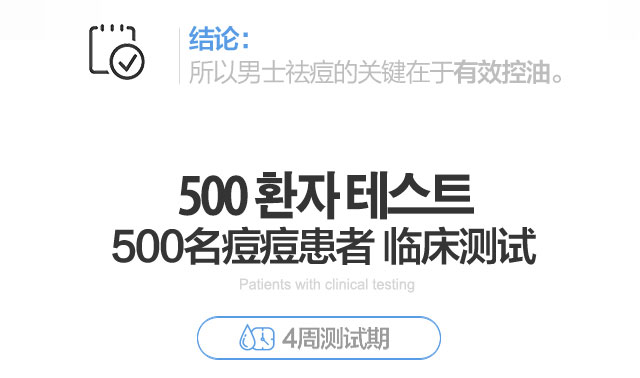 结论：
所以男士祛痘的关键在于有效控油。
500 환자 테스트
500名痘痘患者 临床测试
Patients with clinical testing
4周测试期